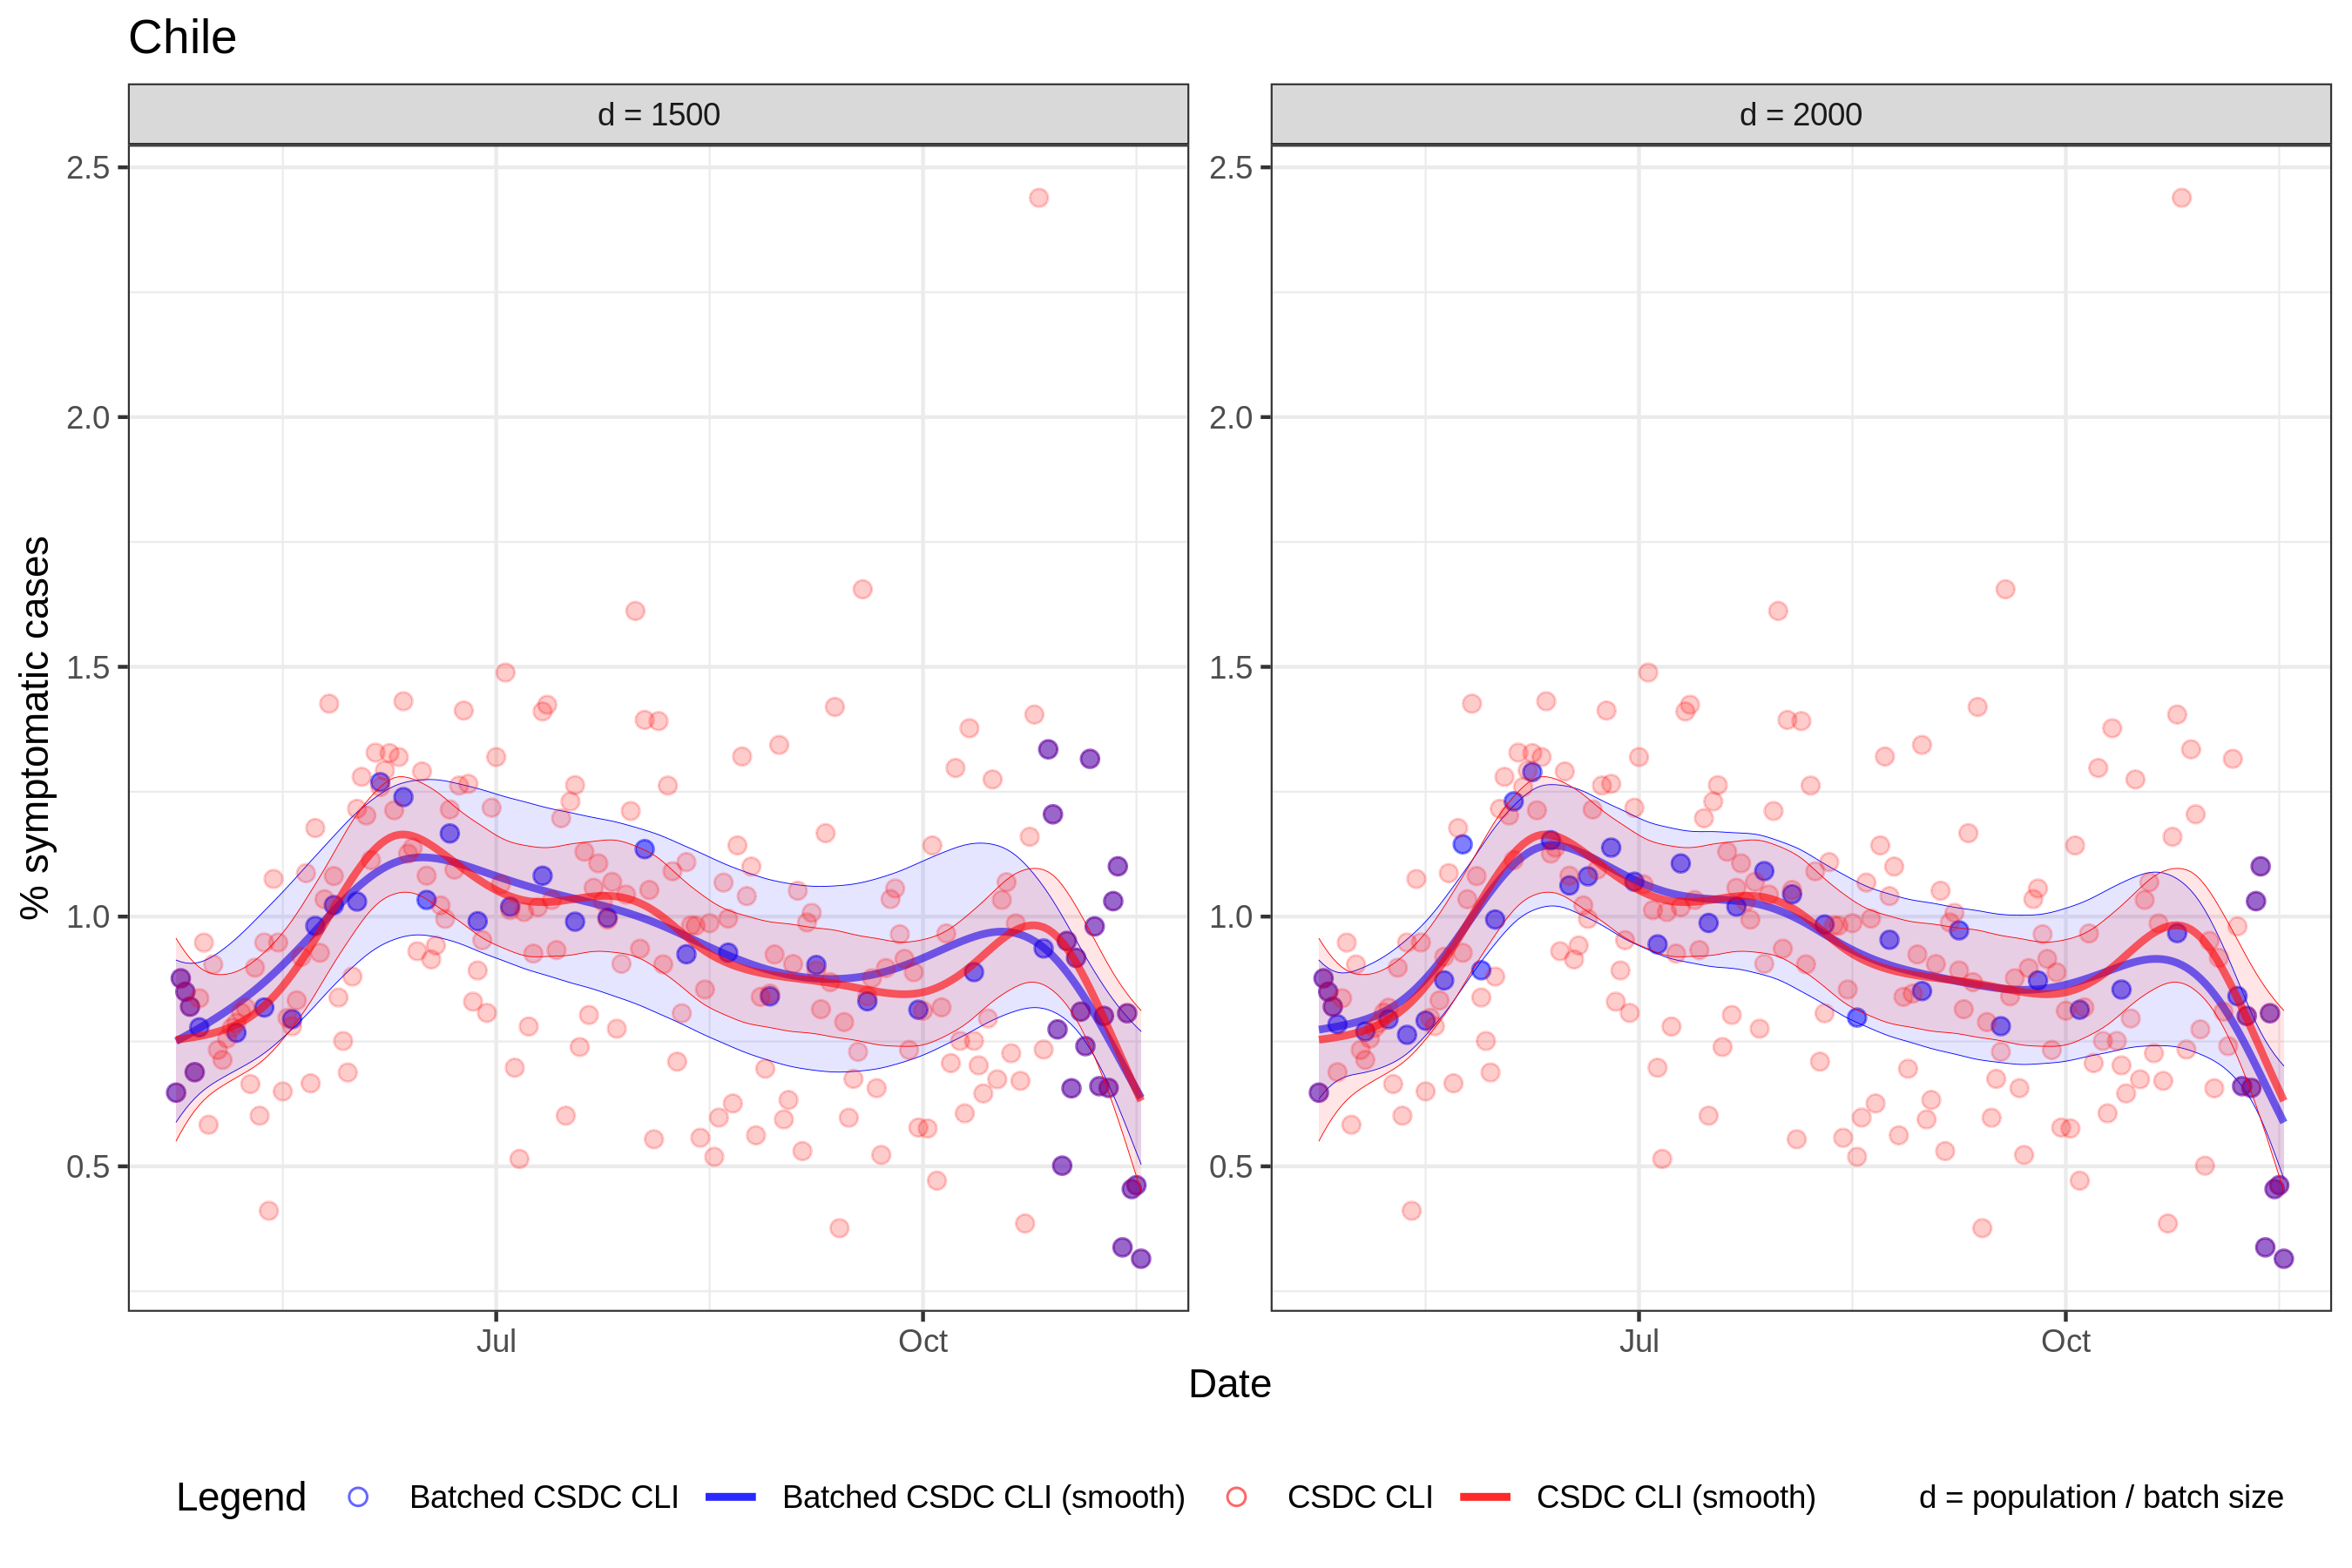 Chile
d = 1500
d = 2000
2.5
2.0
1.5
1.0
0.5
2.5
2.0
1.5
1.0
0.5
% symptomatic cases
Jul
Oct
Jul
Oct
Date
Legend
Batched CSDC CLI
Batched CSDC CLI (smooth)
CSDC CLI
CSDC CLI (smooth)
d = population / batch size